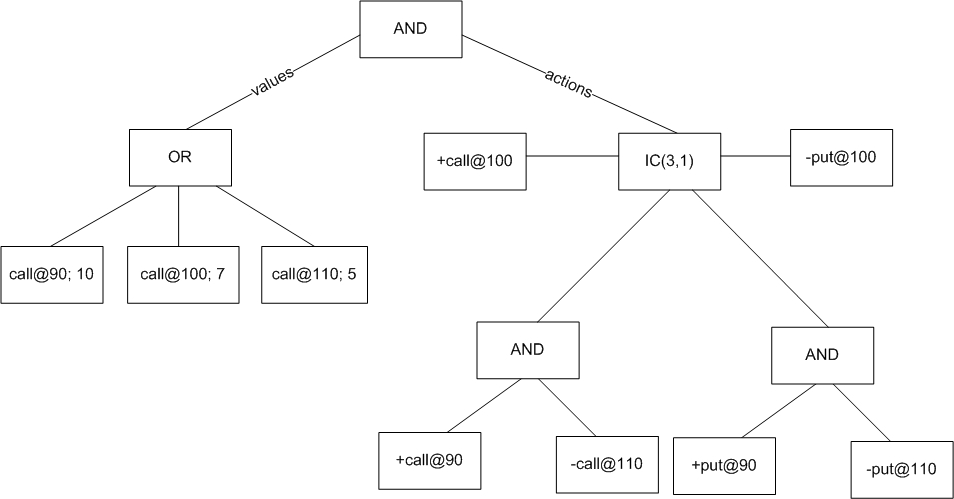 AND
values
actions
OR
+call@100
IC(3,1)
-put@100
call@90; 10
call@100; 7
call@110; 5
AND
AND
+call@90
-call@110
+put@90
-put@110